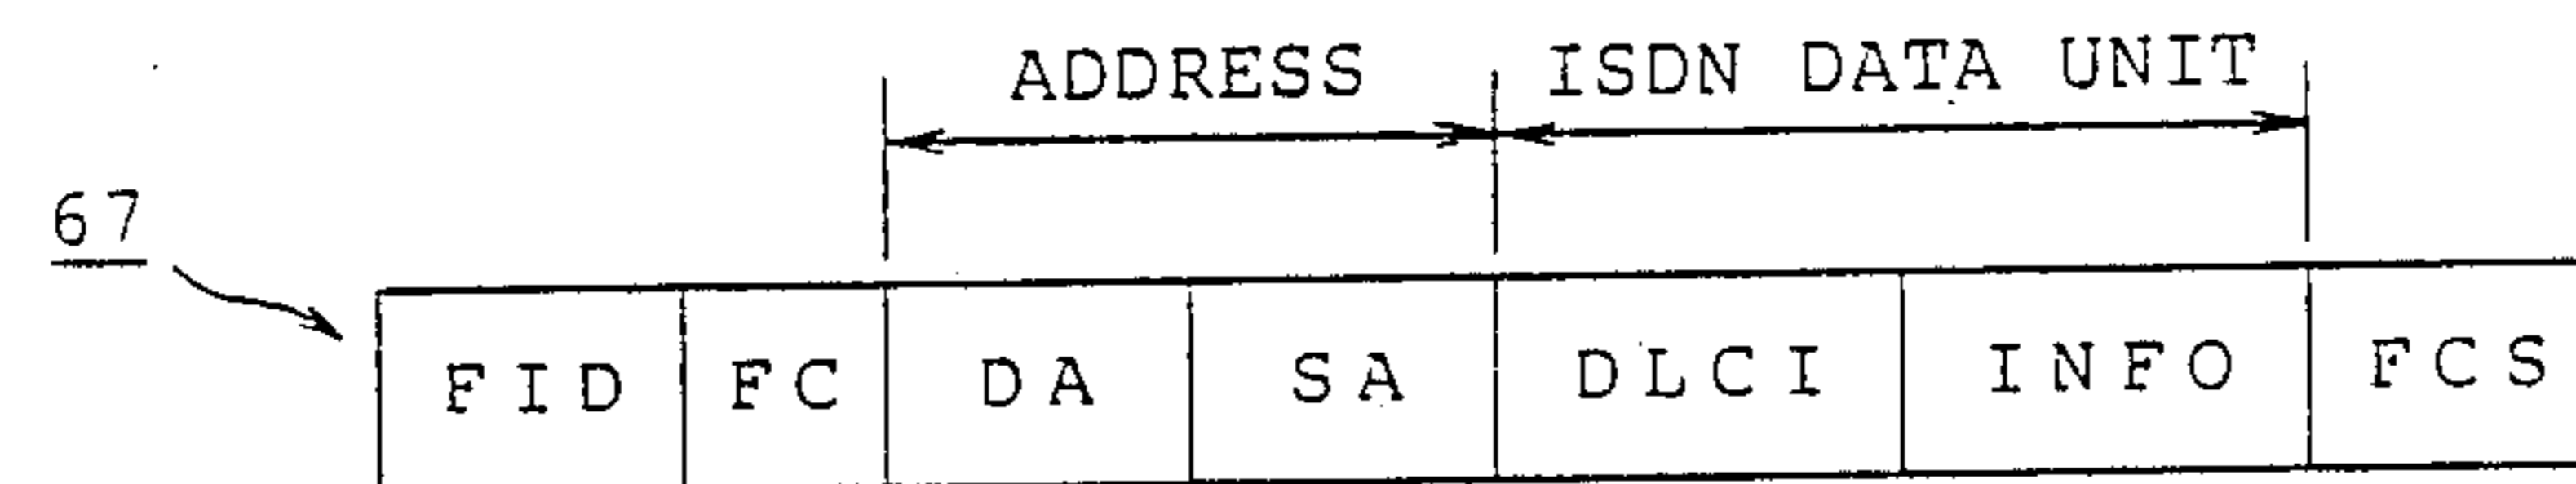 ADDRESS ISDN DATA UNIT
67
FID FC DA SA DLCI INFO FCS